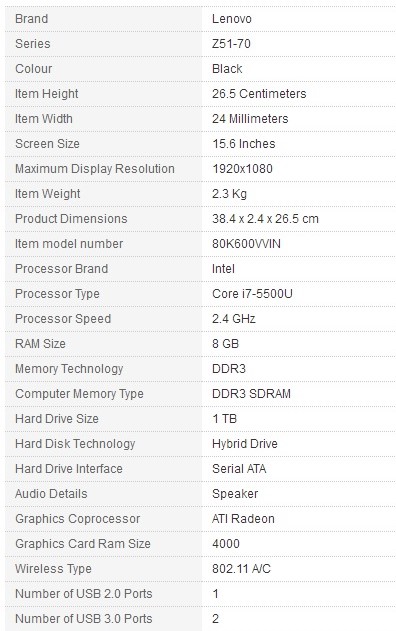 Brand Lenovo
Series Z51-70
Colour Black
Item Height 26.5 Centimeters
Item Width 24 Millimeters
Screen Size 15.6 Inches
Maximum Display Resolution 1920x1080
Item Weight 2.3 Kg
Product Dimensions 38.4 x 2.4 x 26.5 cm
Item model number 80K600VVIN
Processor Brand Intel
Processor Type Core i7-5500U
Processor Speed 2.4 GHz
RAM Size 8 GB
Memory Technology DDR3
Computer Memory Type DDR3 SDRAM
Hard Drive Size 1 TB
Hard Disk Technology Hybrid Drive
Hard Drive Interface Serial ATA
Audio Details Speaker
Graphics Coprocessor ATI Radeon
Graphics Card Ram Size 4000
Wireless Type 802.11 A/C
Number of USB 2.0 Ports 1
Number of USB 3.0 Ports 2